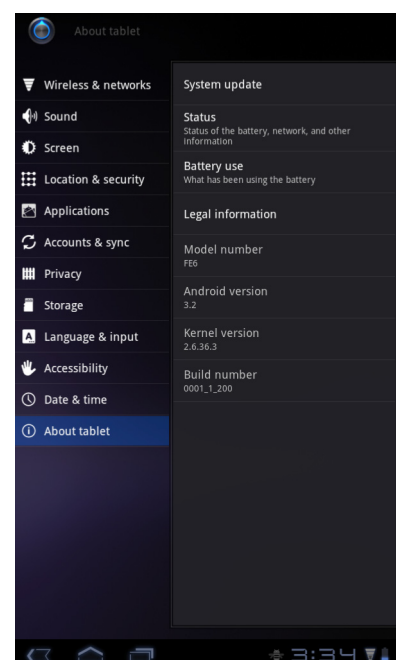 About tablet
Wireless & networks
Sound
Screen
Location & security
Applications
Accounts & sync
Privacy
Storage
A Language & input
Accessibility
Date & time
About tablet
System update
Status
Status of the battery, network, and other
information
Battery use
What has been using the battery
Legal information
Model number
FE6
Android version
3.2
Kernel version
2.6.36.3
Build number
0001_1_200
3:34